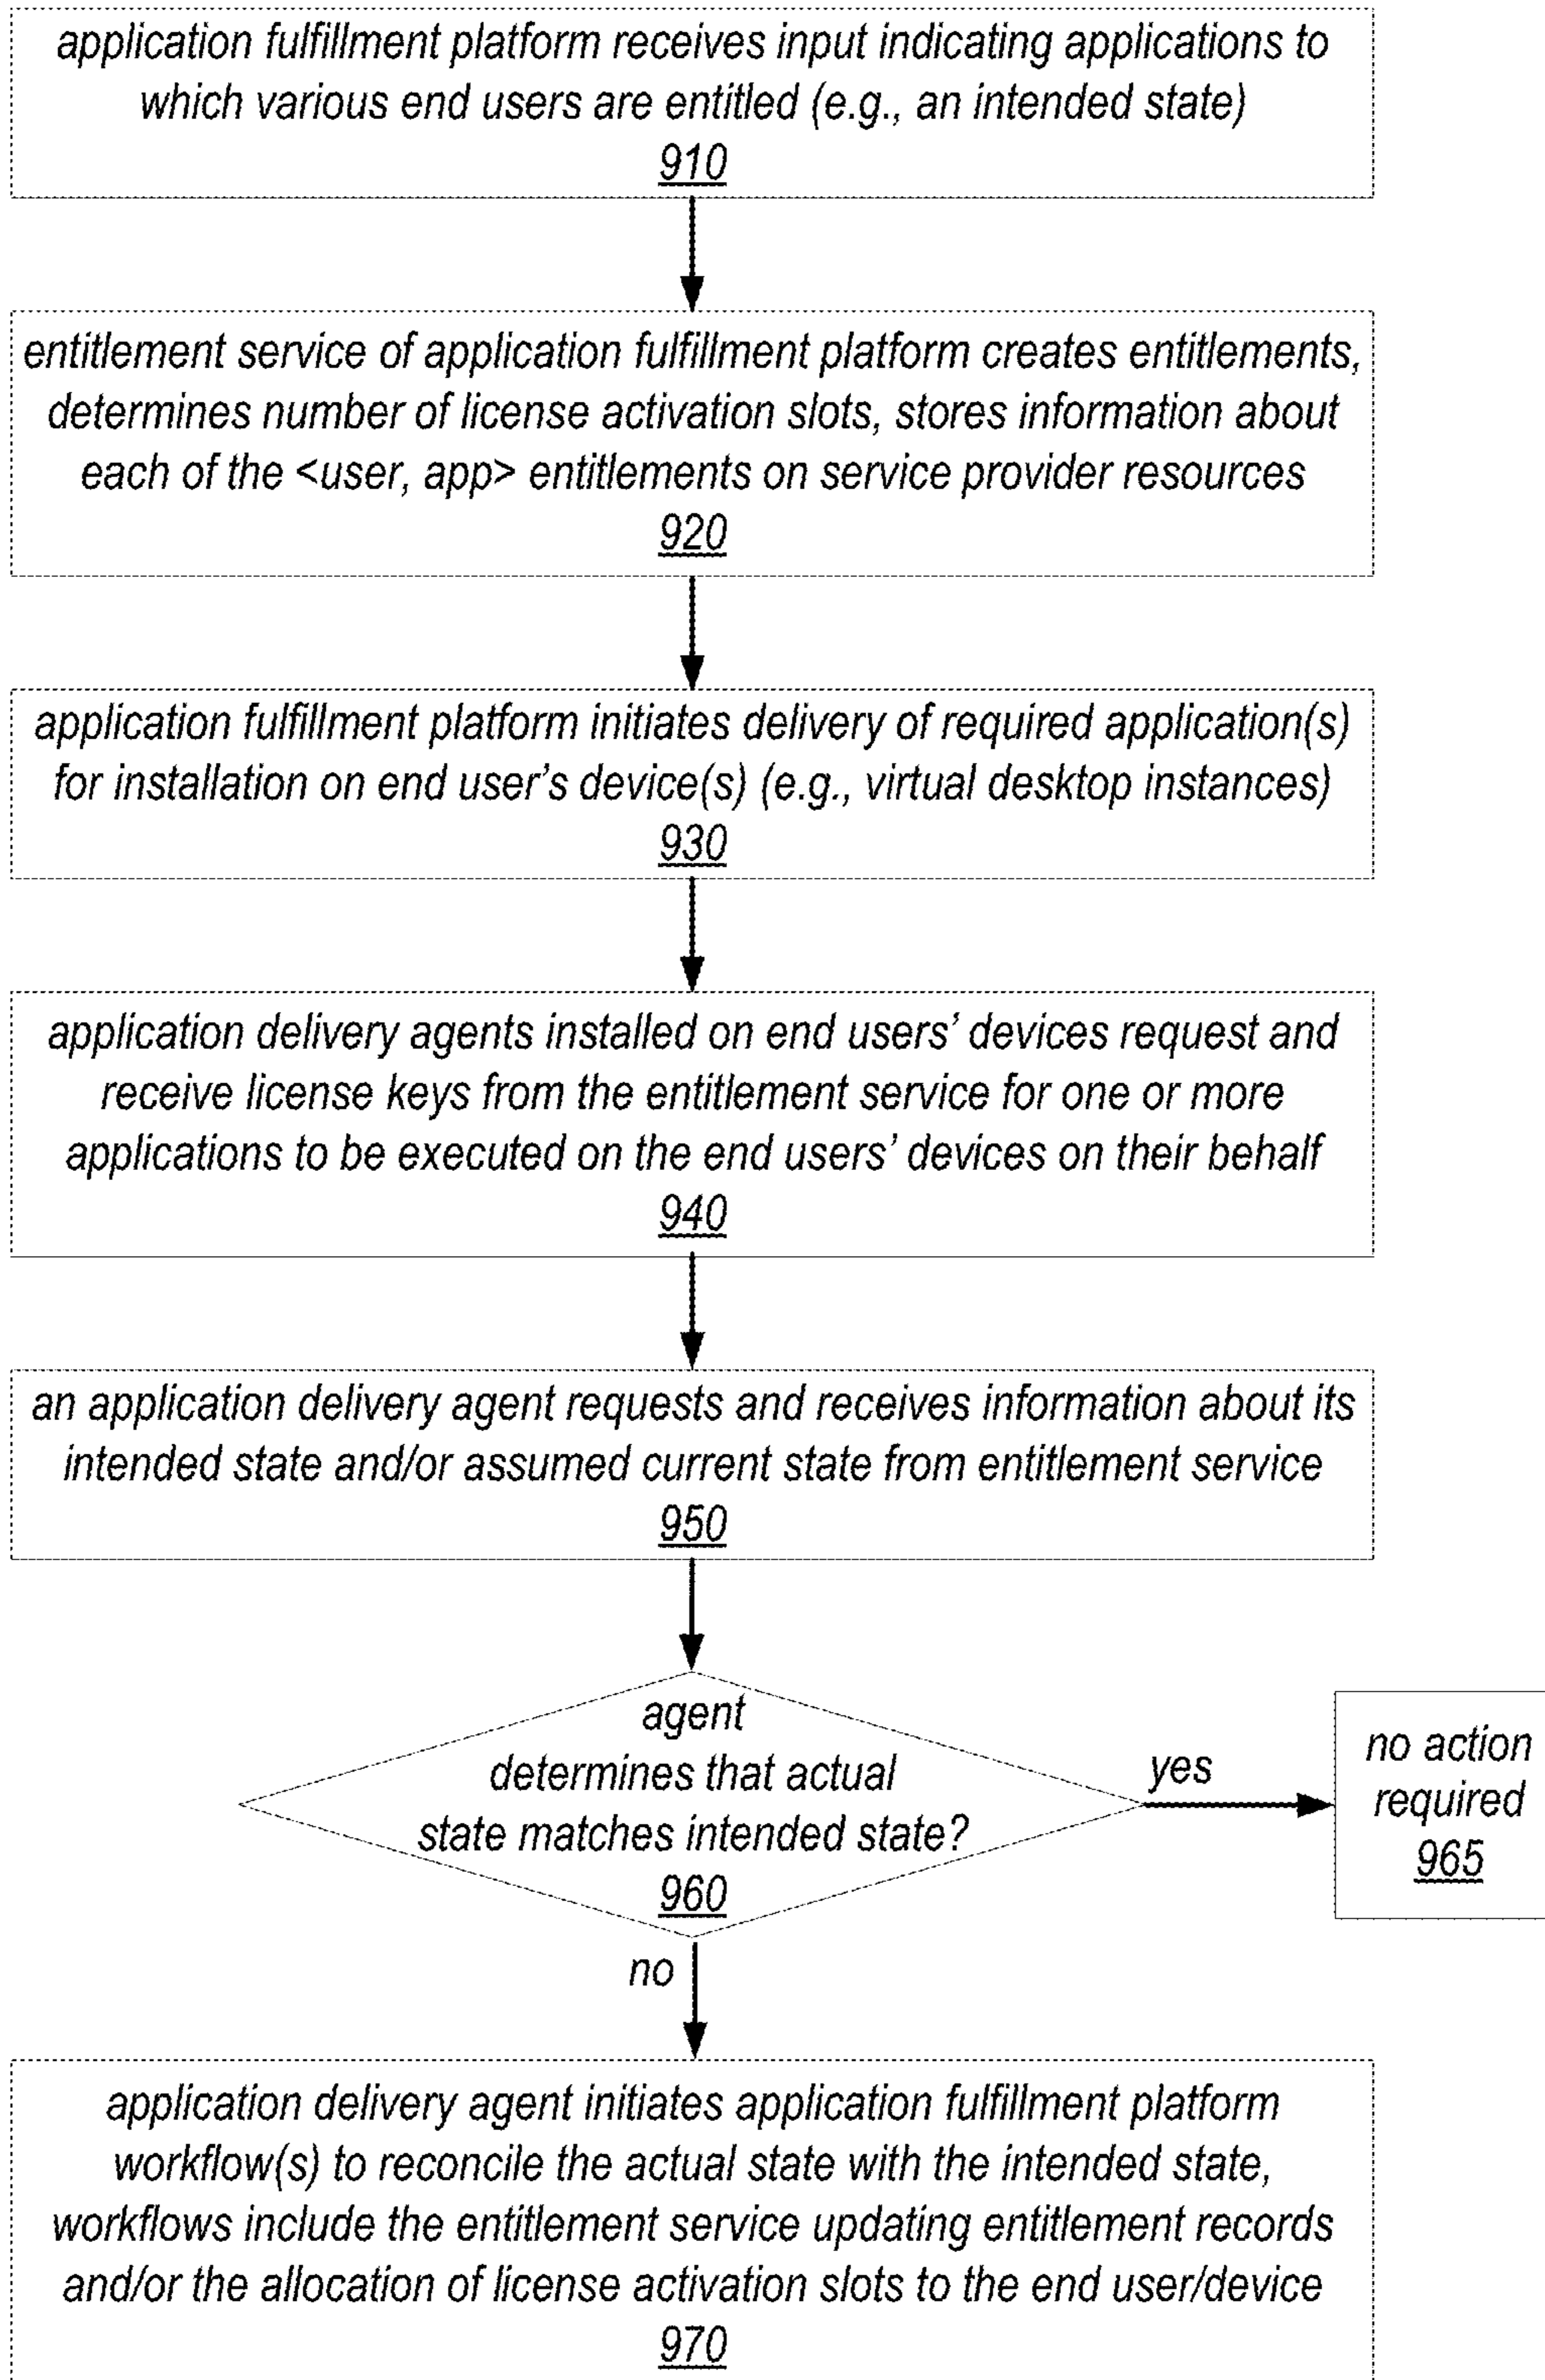 application fulfillment platform receives input indicating applications to
which various end users are entitled (e.g., an intended state)
910
entitlement service of application fulfillment platform creates entitlements,
determines number of license activation slots, stores information about
each of the <user, app> entitlements on service provider resources
920
application fulfillment platform initiates delivery of required application(s)
for installation on end user's device(s) (e.g., virtual desktop instances)
930
application delivery agents installed on end users' devices request and
receive license keys from the entitlement service for one or more
applications to be executed on the end users' devices on their behalf
940
an application delivery agent requests and receives information about its
intended state and/or assumed current state from entitlement service
950
agent
determines that actual
state matches intended state?
960
yes
no action
required
965
no
application delivery agent initiates application fulfillment platform
workflow(s) to reconcile the actual state with the intended state,
workflows include the entitlement service updating entitlement records
and/or the allocation of license activation slots to the end user/device
970